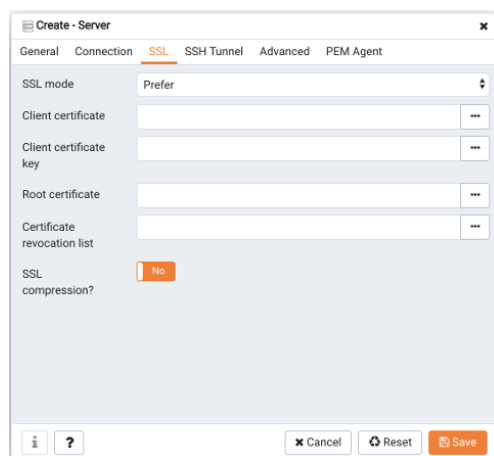 Create - Server
General Connection SSL SSH Tunnel Advanced PEM Agent
SSL mode Prefer
Client certificate
Client certificate
key
Root certificate
Certificate
revocation list
SSL No
compression?
i ? Cancel Reset Save